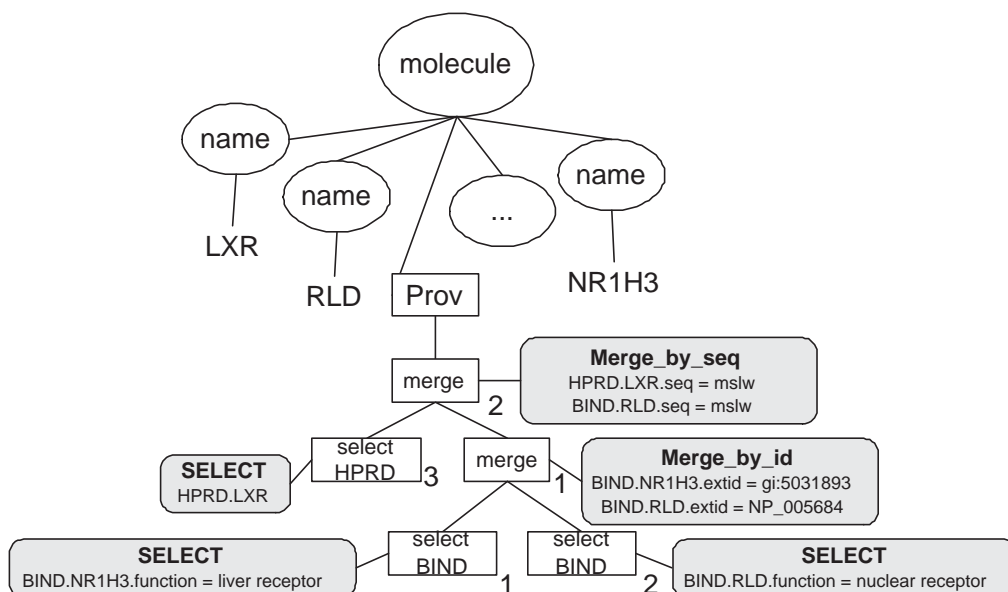 molecule
name
name
...
name
LXR
RLD
NR1H3
Prov
merge
2
Merge_by_seq
HPRD.LXR.seq = mslw
BIND.RLD.seq = mslw
SELECT
HPRD.LXR
select
HPRD
3
merge
1
Merge_by_id
BIND.NR1H3.extid = gi:5031893
BIND.RLD.extid = NP_005684
SELECT
BIND.NR1H3.function = liver receptor
select
BIND
1
select
BIND
2
SELECT
BIND.RLD.function = nuclear receptor